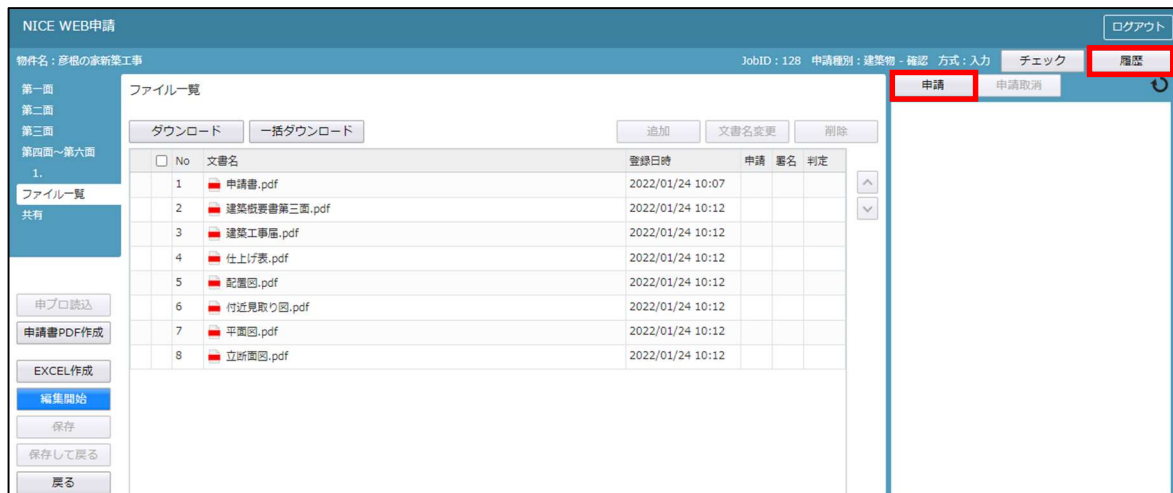 NICE WEB申請
ログアウト
物件名：彦根の家新築工事
JobID：128 申請種別：建築物 - 確認 方式：入力
チェック
履歴
第一面
第二面
第三面
第四面～第六面
1.
ファイル一覧
共有
申プロ読込
申請書PDF作成
EXCEL作成
編集開始
保存
保存して戻る
戻る
ファイル一覧
ダウンロード 一括ダウンロード 追加 文書名変更 削除
No 文書名 登録日時 申請 署名 判定
1 申請書.pdf 2022/01/24 10:07
2 建築概要書第三面.pdf 2022/01/24 10:12
3 建築工事届.pdf 2022/01/24 10:12
4 仕上げ表.pdf 2022/01/24 10:12
5 配置図.pdf 2022/01/24 10:12
6 付近見取り図.pdf 2022/01/24 10:12
7 平面図.pdf 2022/01/24 10:12
8 立断面図.pdf 2022/01/24 10:12
申請 申請取消